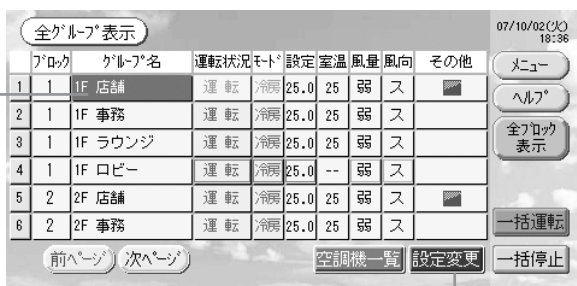 全ｸﾞﾙｰﾌﾟ表示
07/10/02(火)
18:36
ﾌﾞﾛｯｸ ｸﾞﾙｰﾌﾟ名 運転状況 ﾓｰﾄﾞ 設定 室温 風量 風向 その他
1 1 1F 店舗 運転 冷房 25.0 25 弱 ス
2 1 1F 事務 運転 冷房 25.0 25 弱 ス
3 1 1F ラウンジ 運転 冷房 25.0 25 弱 ス
4 1 1F ロビー 運転 冷房 25.0 -- 弱 ス
5 2 2F 店舗 運転 冷房 25.0 25 弱 ス
6 2 2F 事務 運転 冷房 25.0 25 弱 ス
ﾒﾆｭｰ
ﾍﾙﾌﾟ
全ﾌﾞﾛｯｸ
表示
一括運転
前ﾍﾟｰｼﾞ 次ﾍﾟｰｼﾞ 空調機一覧 設定変更 一括停止